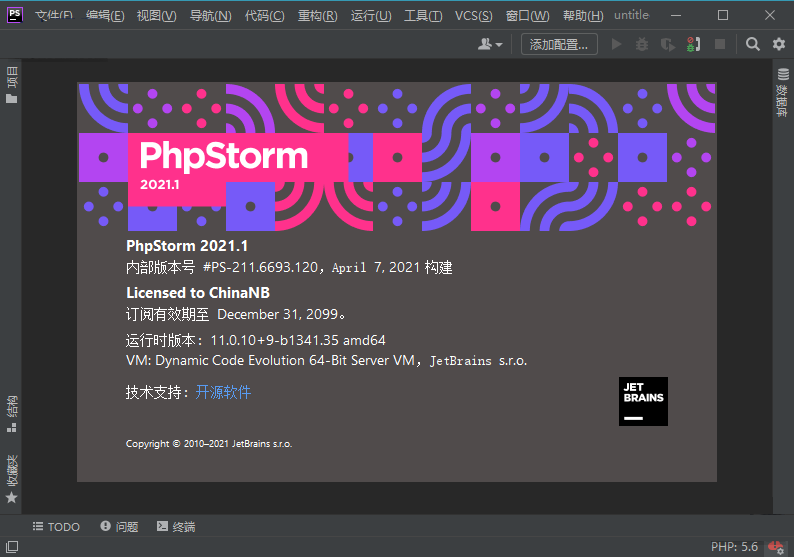 PS 文件(F) 编辑(E) 视图(V) 导航(N) 代码(C) 重构(R) 运行(U) 工具(T) VCS(S) 窗口(W) 帮助(H) untitle
添加配置...
项目
数据库
PhpStorm
2021.1
PhpStorm 2021.1
内部版本号 #PS-211.6693.120，April 7, 2021 构建
Licensed to ChinaNB
订阅有效期至 December 31, 2099。
运行时版本：11.0.10+9-b1341.35 amd64
VM: Dynamic Code Evolution 64-Bit Server VM，JetBrains s.r.o.
技术支持：开源软件
JET
BRAINS
Copyright © 2010–2021 JetBrains s.r.o.
结构
收藏夹
TODO 问题 终端
PHP: 5.6